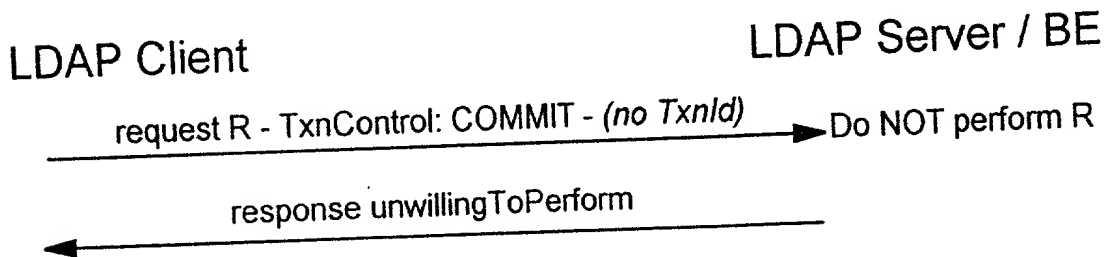 LDAP Client
LDAP Server / BE
request R - TxnControl: COMMIT - (no TxnId)
Do NOT perform R
response unwillingToPerform